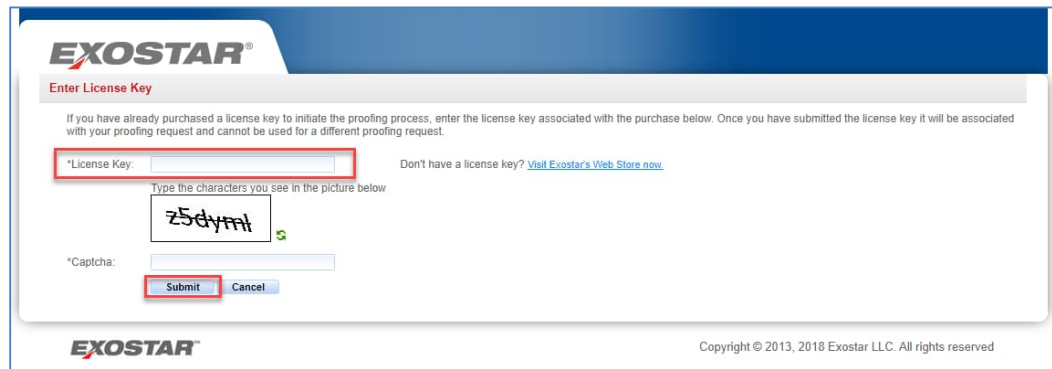 EXOSTAR®
Enter License Key
If you have already purchased a license key to initiate the proofing process, enter the license key associated with the purchase below. Once you have submitted the license key it will be associated
with your proofing request and cannot be used for a different proofing request.
*License Key:
Don't have a license key? Visit Exostar's Web Store now.
Type the characters you see in the picture below
*Captcha:
Submit Cancel
EXOSTAR™
Copyright © 2013, 2018 Exostar LLC. All rights reserved